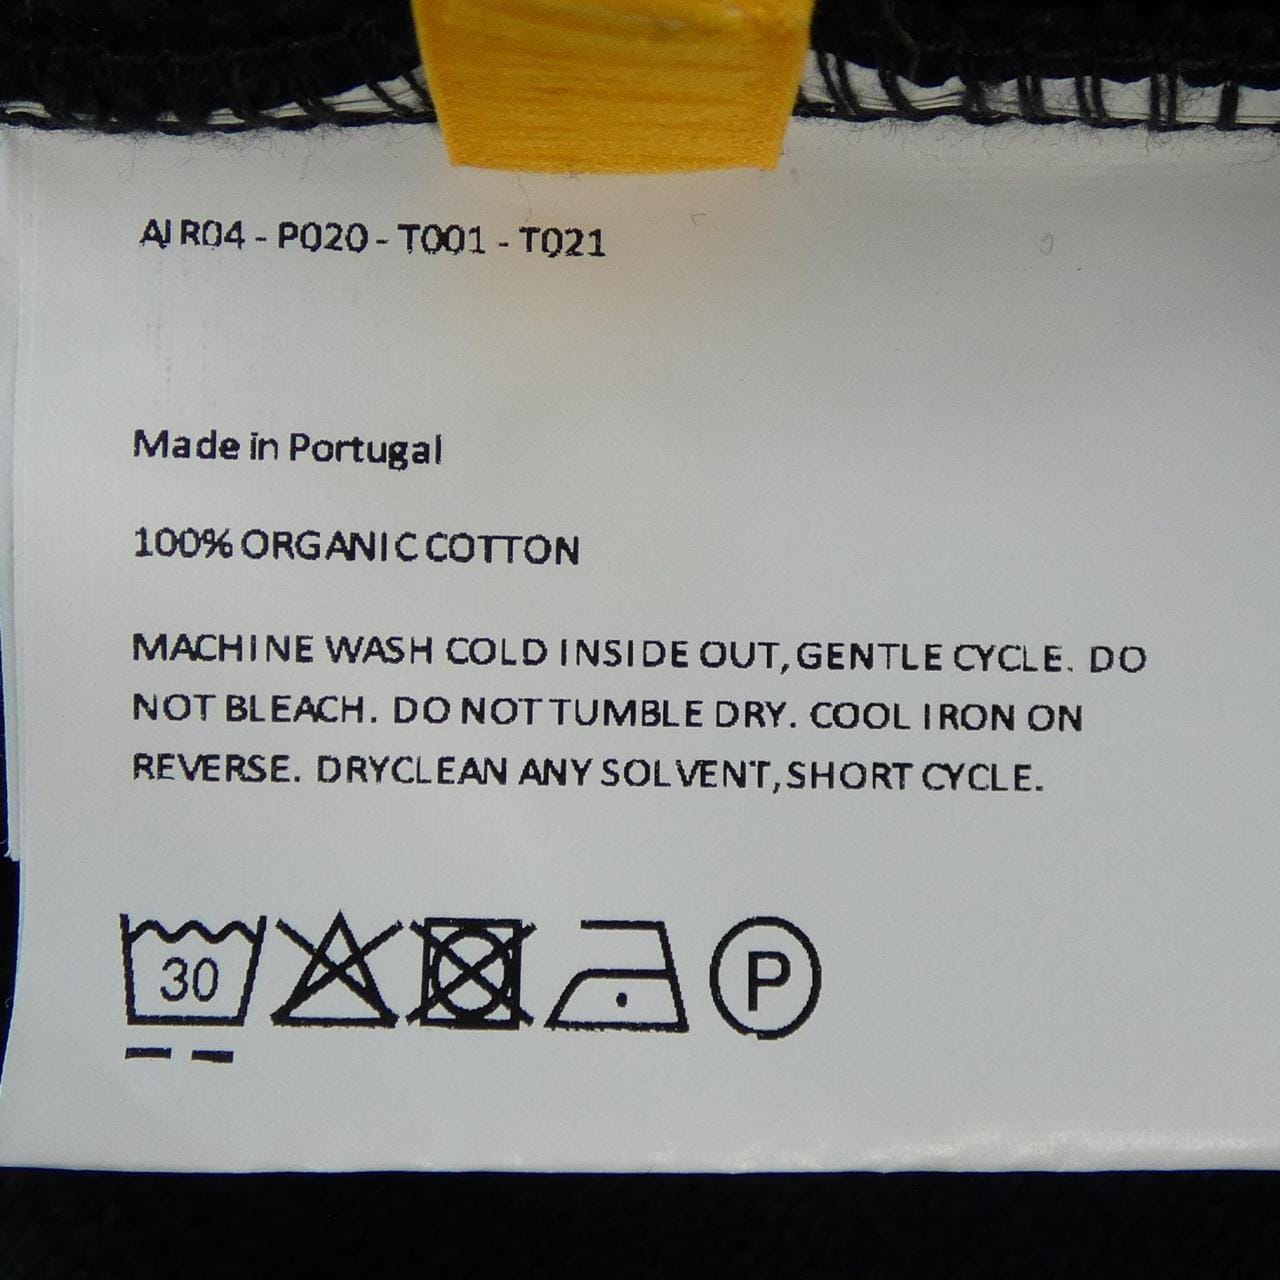 AJR04 - P020 - T001 - T021
Made in Portugal
100% ORGANIC COTTON
MACHINE WASH COLD INSIDE OUT, GENTLE CYCLE. DO
NOT BLEACH. DO NOT TUMBLE DRY. COOL IRON ON
REVERSE. DRYCLEAN ANY SOLVENT, SHORT CYCLE.
30 P